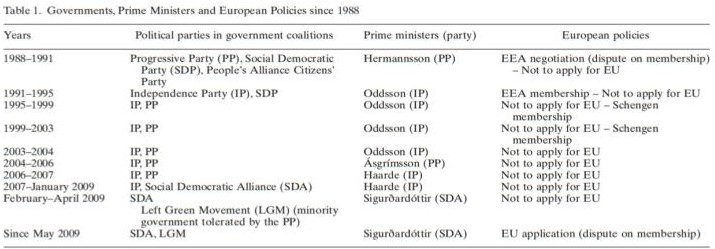 Table 1. Governments, Prime Ministers and European Policies since 1988
Years Political parties in government coalitions Prime ministers (party) European policies
1988–1991 Progressive Party (PP), Social Democratic Hermannsson (PP) EEA negotiation (dispute on membership)
Party (SDP), People's Alliance Citizens' – Not to apply for EU
Party
1991–1995 Independence Party (IP), SDP Oddsson (IP) EEA membership – Not to apply for EU
1995–1999 IP, PP Oddsson (IP) Not to apply for EU – Schengen
membership
1999–2003 IP, PP Oddsson (IP) Not to apply for EU – Schengen
membership
2003–2004 IP, PP Oddsson (IP) Not to apply for EU
2004–2006 IP, PP Ásgrímsson (PP) Not to apply for EU
2006–2007 IP, PP Haarde (IP) Not to apply for EU
2007–January 2009 IP, Social Democratic Alliance (SDA) Haarde (IP) Not to apply for EU
February–April 2009 SDA Sigurðardóttir (SDA) Not to apply for EU
Left Green Movement (LGM) (minority
government tolerated by the PP)
Since May 2009 SDA, LGM Sigurðardóttir (SDA) EU application (dispute on membership)